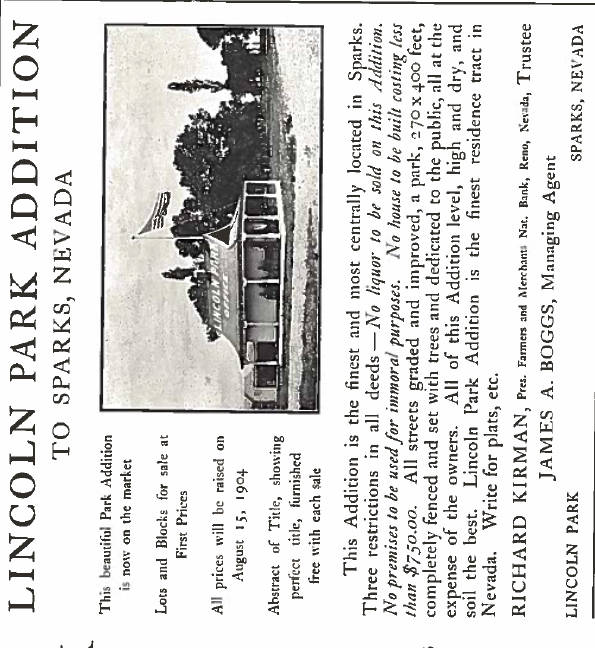 LINCOLN PARK ADDITION
TO SPARKS, NEVADA
This beautiful Park Addition
is now on the market
Lots and Blocks for sale at
First Prices
All prices will be raised on
August 15, 1904
Abstract of Title, showing
perfect title, furnished
free with each sale
LINCOLN PARK
OFFICE
This Addition is the finest and most centrally located in Sparks.
Three restrictions in all deeds—No liquor to be sold on this Addition.
No premises to be used for immoral purposes. No house to be built costing less
than $750.00. All streets graded and improved, a park, 270x400 feet,
completely fenced and set with trees and dedicated to the public, all at the
expense of the owners. All of this Addition level, high and dry, and
soil the best. Lincoln Park Addition is the finest residence tract in
Nevada. Write for plats, etc.
RICHARD KIRMAN, Pres. Farmers and Merchants Nat. Bank, Reno, Nevada, Trustee
JAMES A. BOGGS, Managing Agent
LINCOLN PARK SPARKS, NEVADA